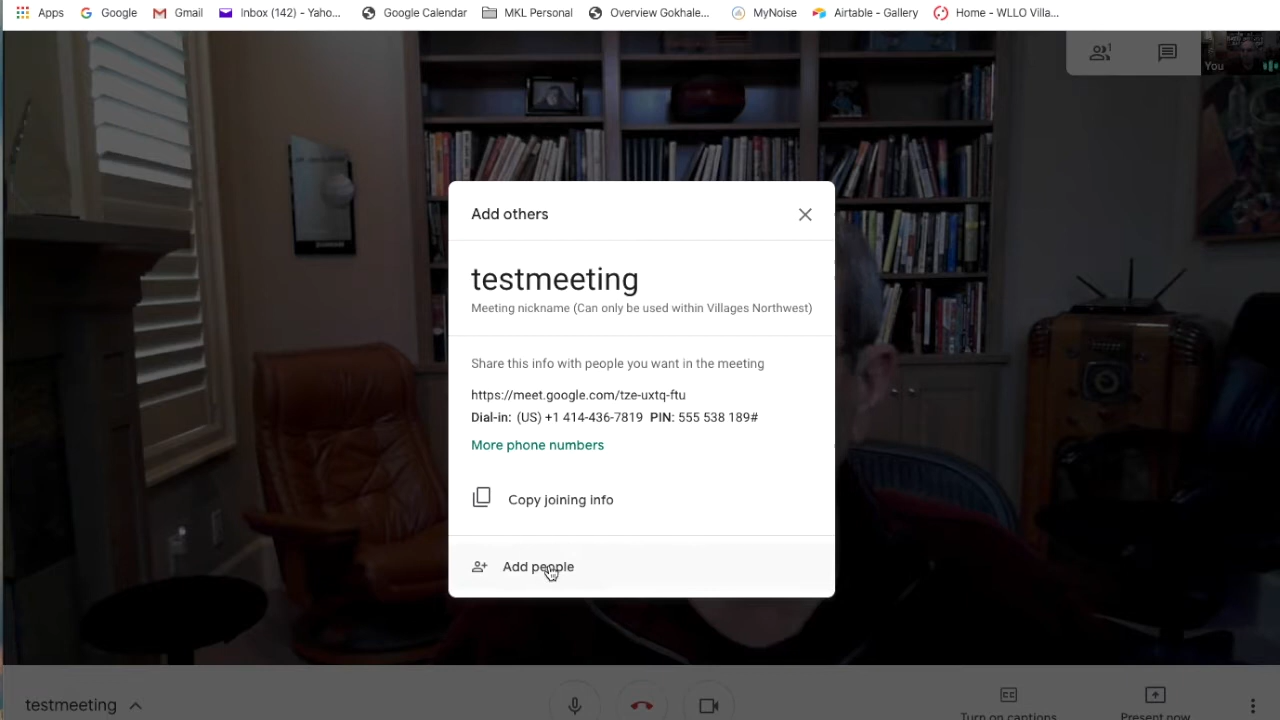 Apps Google Gmail Inbox (142) - Yaho... Google Calendar MKL Personal Overview Gokhale... MyNoise Airtable - Gallery Home - WLLO Villa...
1
You
Add others
testmeeting
Meeting nickname (Can only be used within Villages Northwest)
Share this info with people you want in the meeting
https://meet.google.com/tze-uxtq-ftu
Dial-in: (US) +1 414-436-7819 PIN: 555 538 189#
More phone numbers
Copy joining info
Add people
testmeeting
CC
Turn on captions Present now